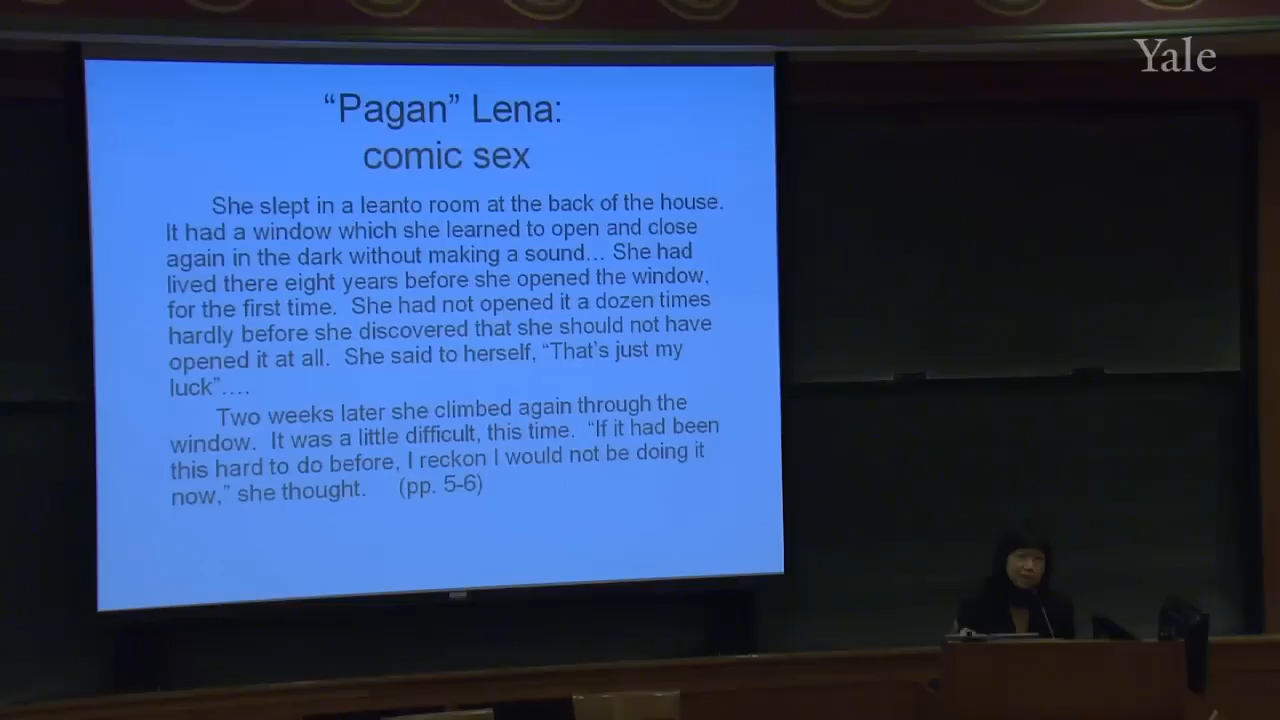 Yale
“Pagan” Lena:
comic sex
She slept in a leanto room at the back of the house.
It had a window which she learned to open and close
again in the dark without making a sound... She had
lived there eight years before she opened the window,
for the first time.  She had not opened it a dozen times
hardly before she discovered that she should not have
opened it at all.  She said to herself, “That’s just my
luck”....
Two weeks later she climbed again through the
window.  It was a little difficult, this time.  “If it had been
this hard to do before, I reckon I would not be doing it
now,” she thought.    (pp. 5-6)